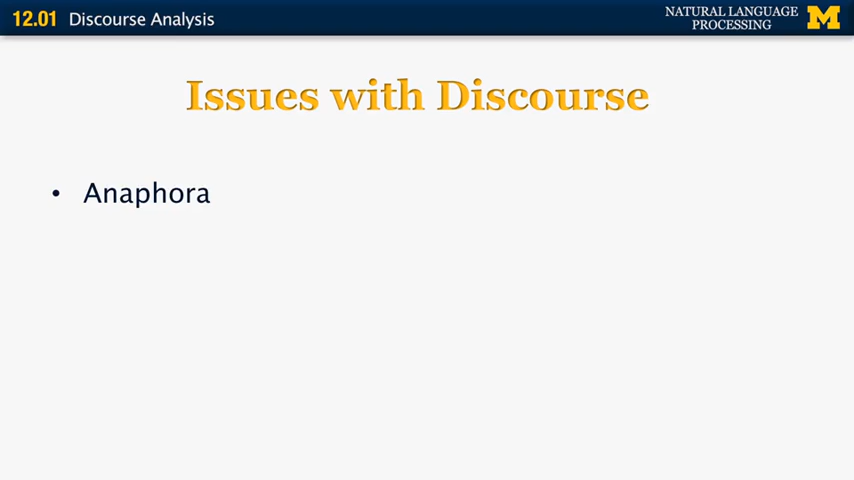 12.01 Discourse Analysis
NATURAL LANGUAGE
PROCESSING
M
Issues with Discourse
• Anaphora